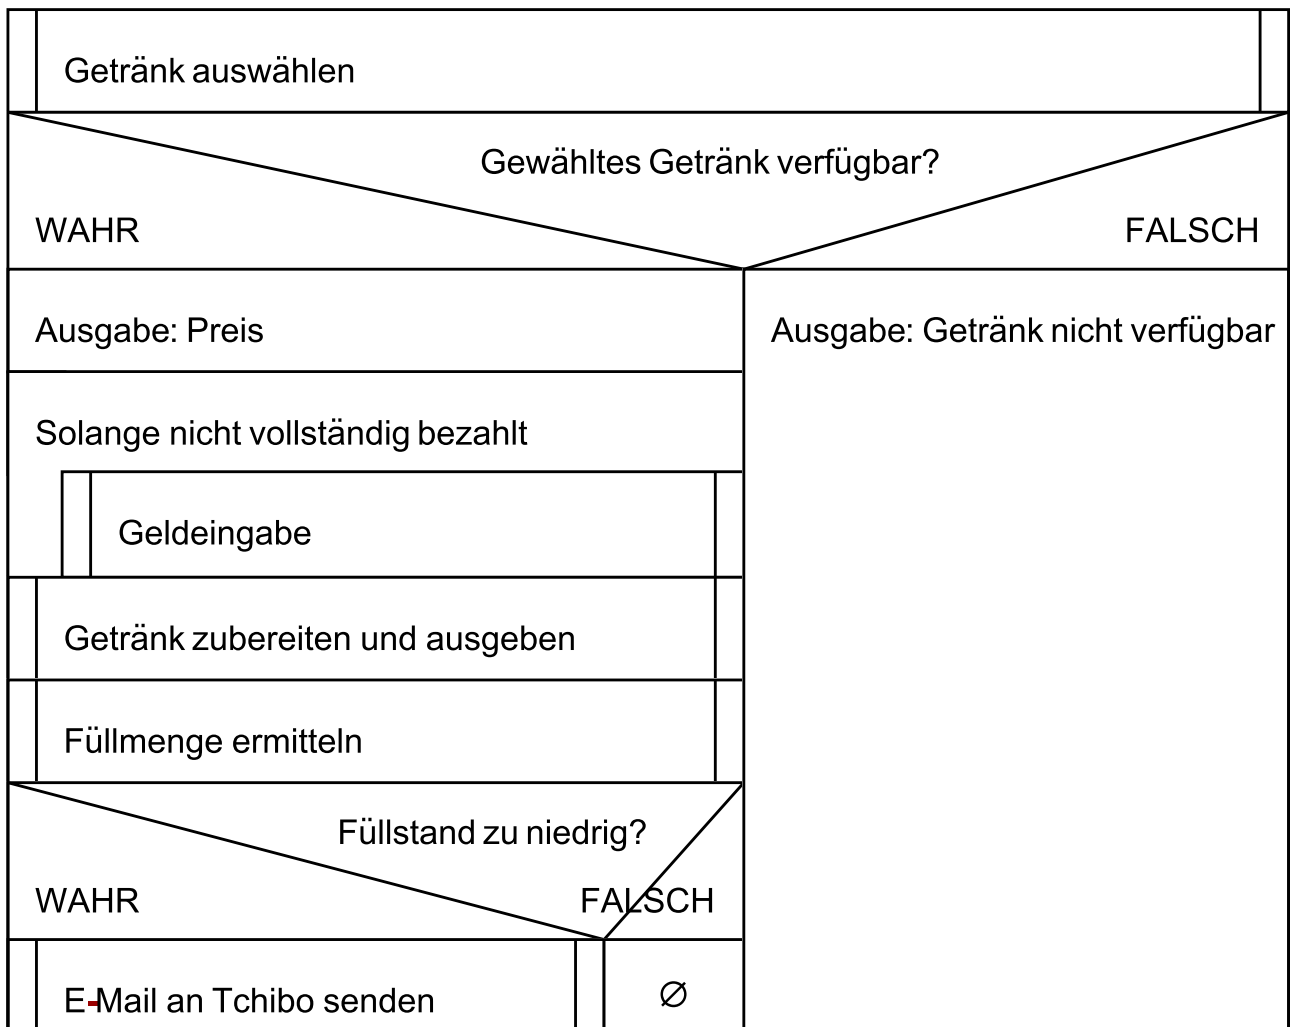 Getränk auswählen
Gewähltes Getränk verfügbar?
WAHR
FALSCH
Ausgabe: Preis
Ausgabe: Getränk nicht verfügbar
Solange nicht vollständig bezahlt
Geldeingabe
Getränk zubereiten und ausgeben
Füllmenge ermitteln
Füllstand zu niedrig?
WAHR
FALSCH
E-Mail an Tchibo senden
∅